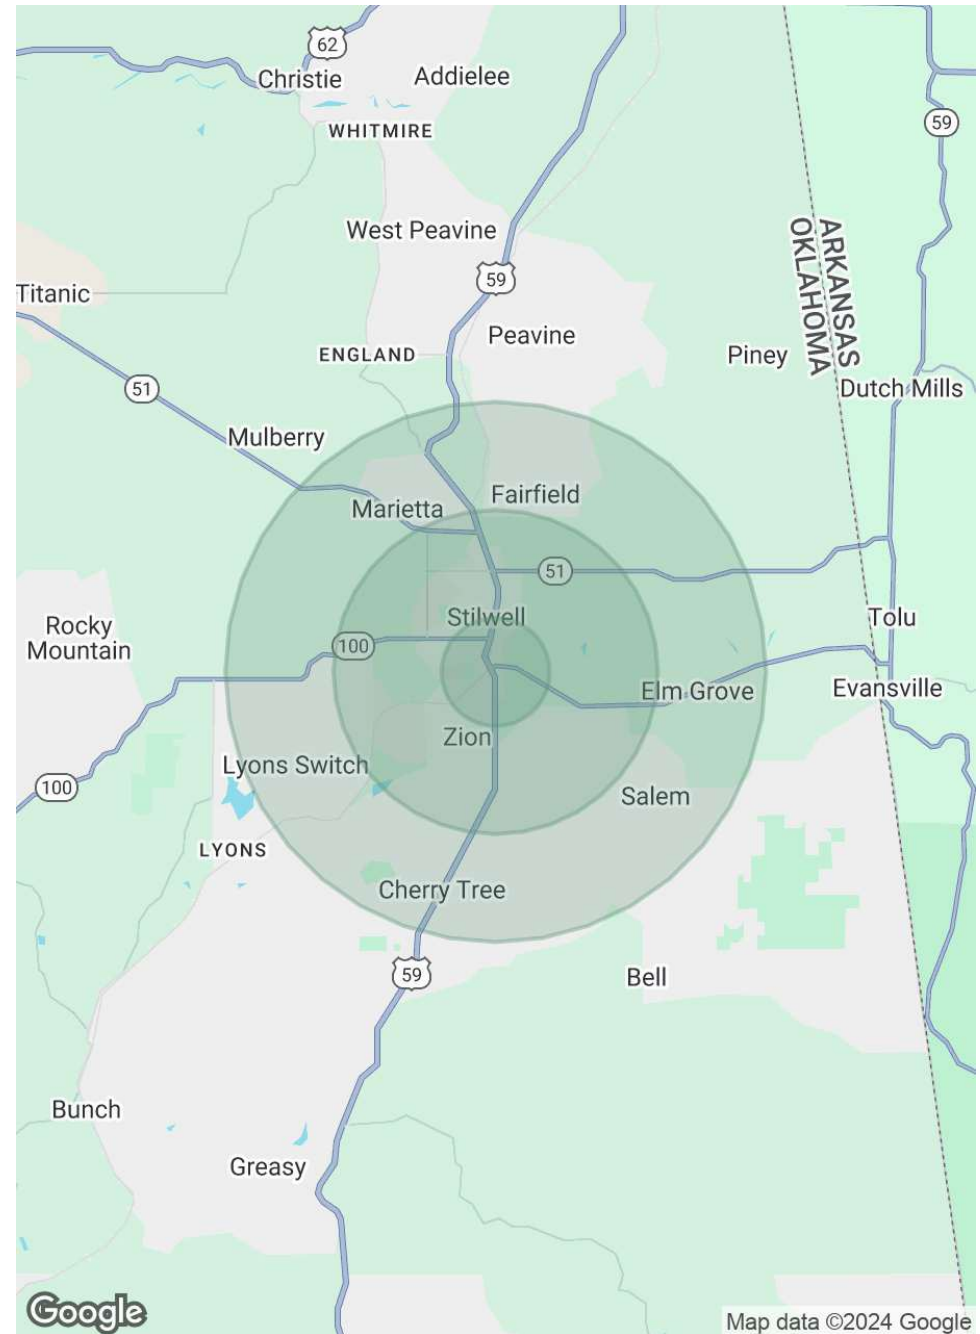 62
Christie
Addielee
59
WHITMIRE
West Peavine
ARKANSAS
OKLAHOMA
59
Titanic
Peavine
ENGLAND
Piney
51
Dutch Mills
Mulberry
Fairfield
Marietta
51
Stilwell
Tolu
Rocky
Mountain
100
Elm Grove
Evansville
Zion
Lyons Switch
100
Salem
LYONS
Cherry Tree
59
Bell
Bunch
Greasy
Google
Map data ©2024 Google